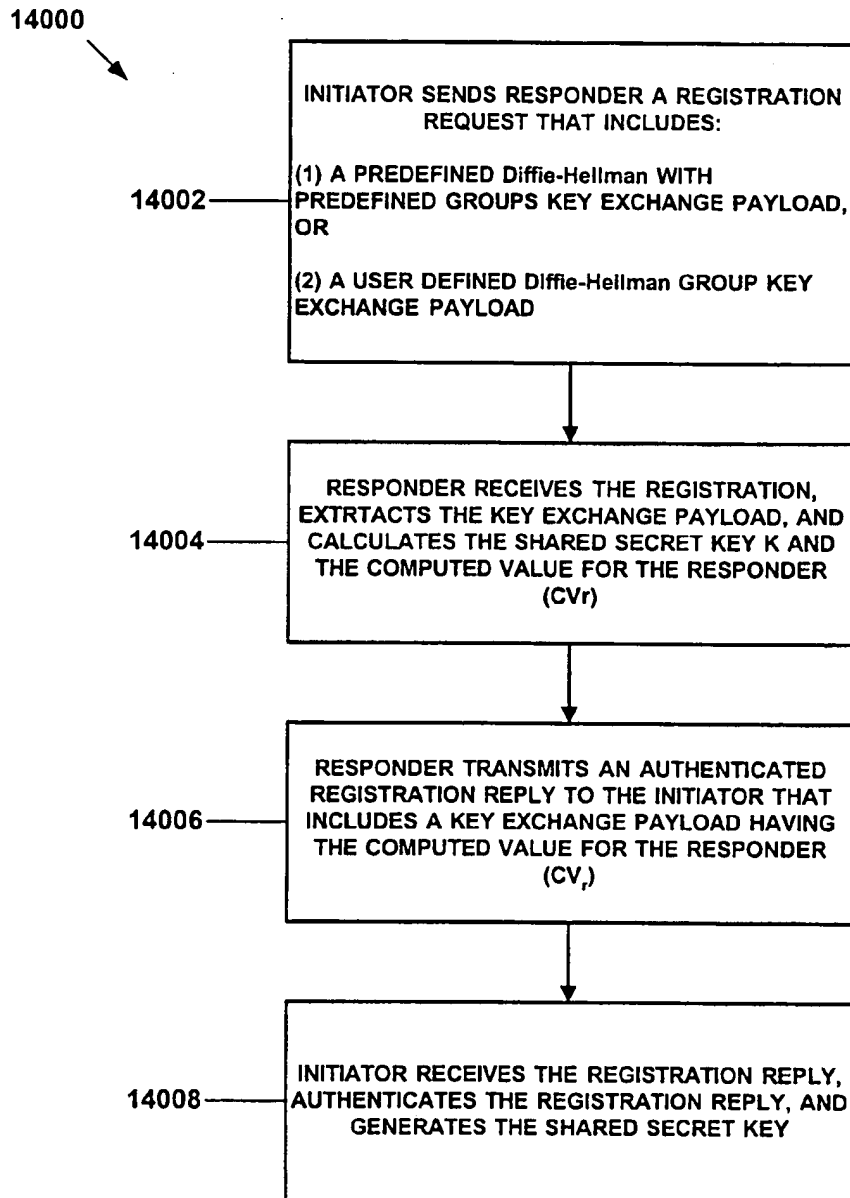 14000
INITIATOR SENDS RESPONDER A REGISTRATION
REQUEST THAT INCLUDES:
(1) A PREDEFINED Diffie-Hellman WITH
PREDEFINED GROUPS KEY EXCHANGE PAYLOAD,
OR
(2) A USER DEFINED Diffie-Hellman GROUP KEY
EXCHANGE PAYLOAD
14002
RESPONDER RECEIVES THE REGISTRATION,
EXTRTACTS THE KEY EXCHANGE PAYLOAD, AND
CALCULATES THE SHARED SECRET KEY K AND
THE COMPUTED VALUE FOR THE RESPONDER
(CVr)
14004
RESPONDER TRANSMITS AN AUTHENTICATED
REGISTRATION REPLY TO THE INITIATOR THAT
INCLUDES A KEY EXCHANGE PAYLOAD HAVING
THE COMPUTED VALUE FOR THE RESPONDER
(CVr)
14006
INITIATOR RECEIVES THE REGISTRATION REPLY,
AUTHENTICATES THE REGISTRATION REPLY, AND
GENERATES THE SHARED SECRET KEY
14008